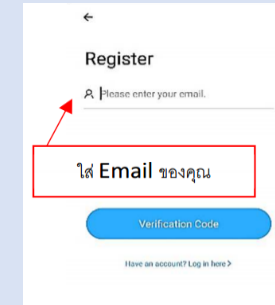 Register
Please enter your email.
ใส่ Email ของคุณ
Verification Code
Have an account? Log in here >